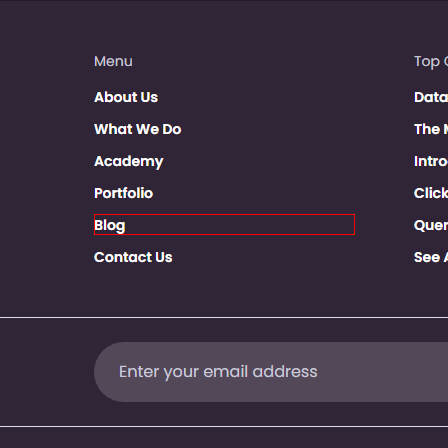 Menu
About Us
What We Do
Academy
Portfolio
Blog
Contact Us
Top
Data
The
Intro
Click
See
Enter your email address